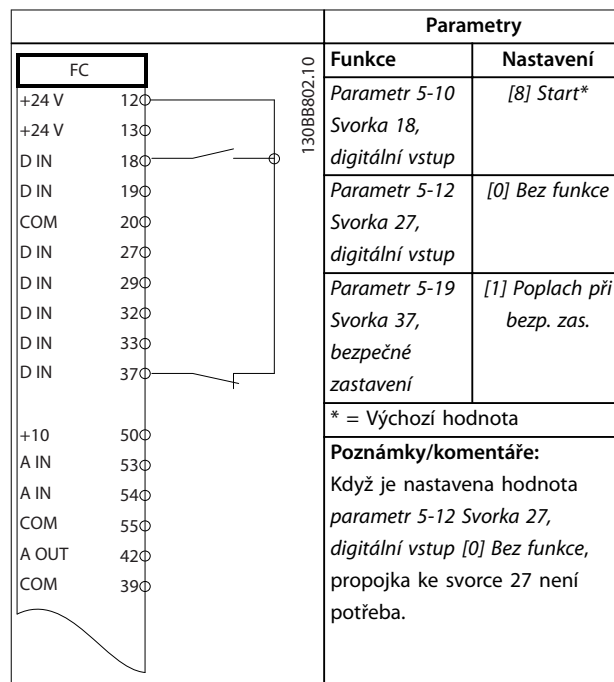 FC
+24 V 12
+24 V 13
D IN 18
D IN 19
COM 20
D IN 27
D IN 29
D IN 32
D IN 33
D IN 37
+10 50
A IN 53
A IN 54
COM 55
A OUT 42
COM 39
130BB802.10
Parametry
Funkce Nastavení
Parametr 5-10 [8] Start*
Svorka 18,
digitální vstup
Parametr 5-12 [0] Bez funkce
Svorka 27,
digitální vstup
Parametr 5-19 [1] Poplach při
Svorka 37, bezp. zas.
bezpečné
zastavení
* = Výchozí hodnota
Poznámky/komentáře:
Když je nastavena hodnota
parametr 5-12 Svorka 27,
digitální vstup [0] Bez funkce,
propojka ke svorce 27 není
potřeba.